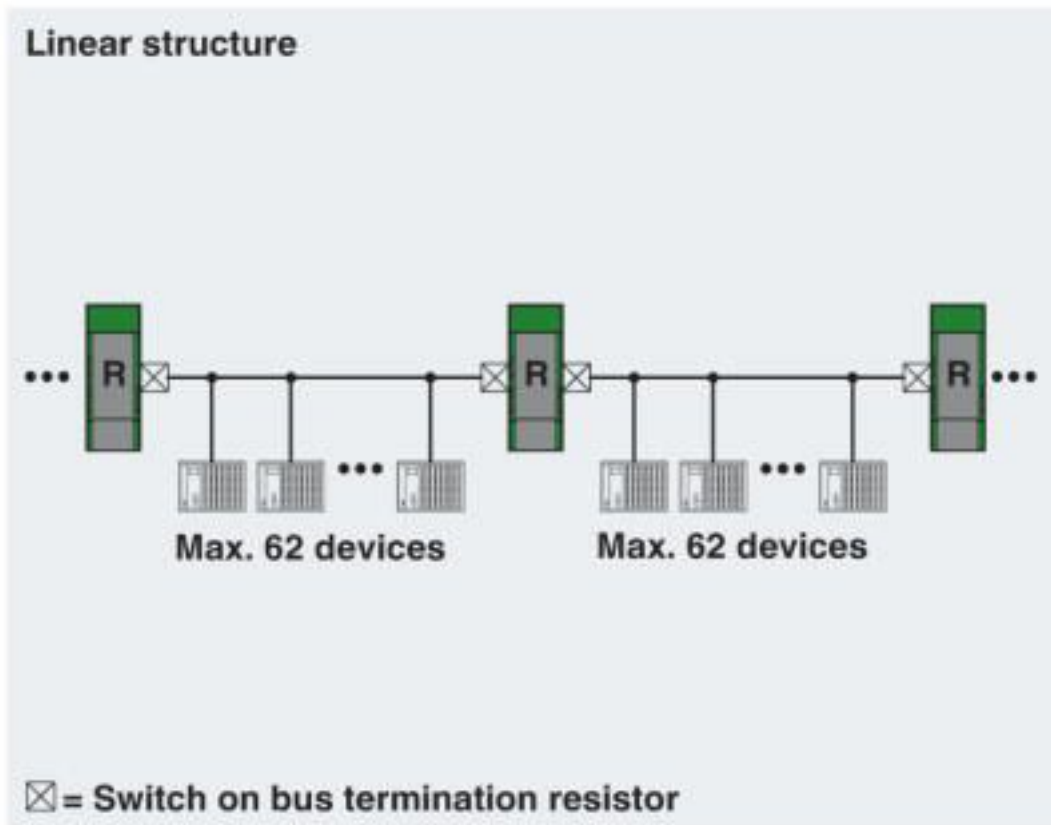 Linear structure
R R R
Max. 62 devices Max. 62 devices
= Switch on bus termination resistor